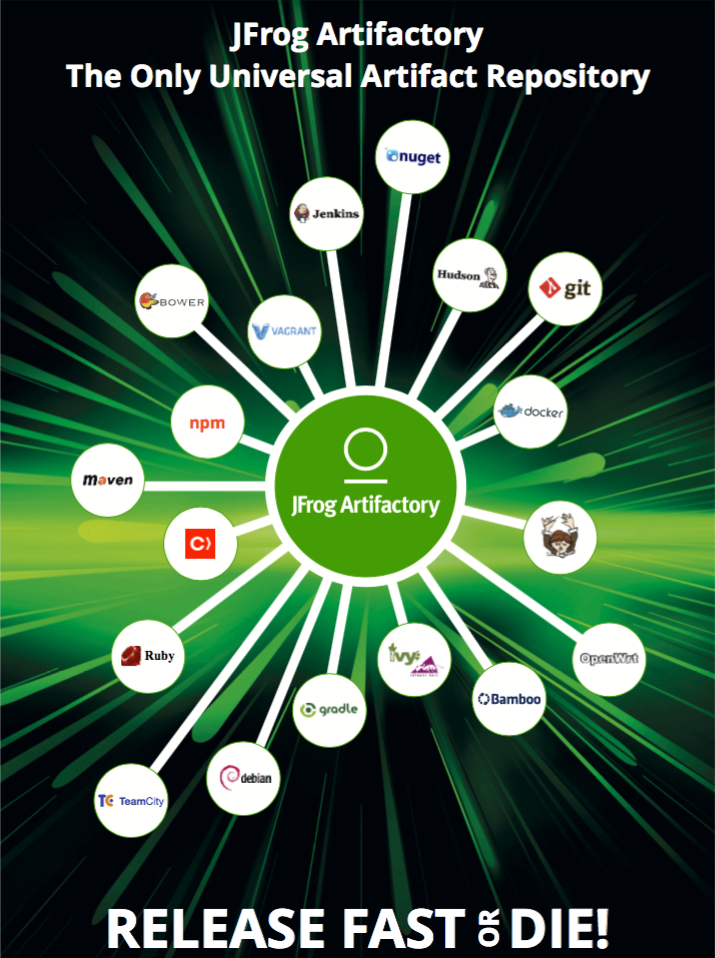 JFrog Artifactory
The Only Universal Artifact Repository
nuget
Jenkins
Hudson
git
BOWER
VAGRANT
docker
npm
maven
JFrog Artifactory
C)
Ruby
ivy
OpenWrt
Bamboo
gradle
debian
TC TeamCity
RELEASE FAST OR DIE!